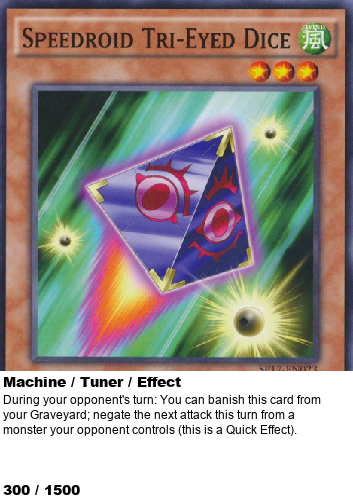 SPEEDROID TRI-EYED DICE
WIND
風
Machine / Tuner / Effect
During your opponent's turn: You can banish this card from
your Graveyard; negate the next attack this turn from a
monster your opponent controls (this is a Quick Effect).
300 / 1500